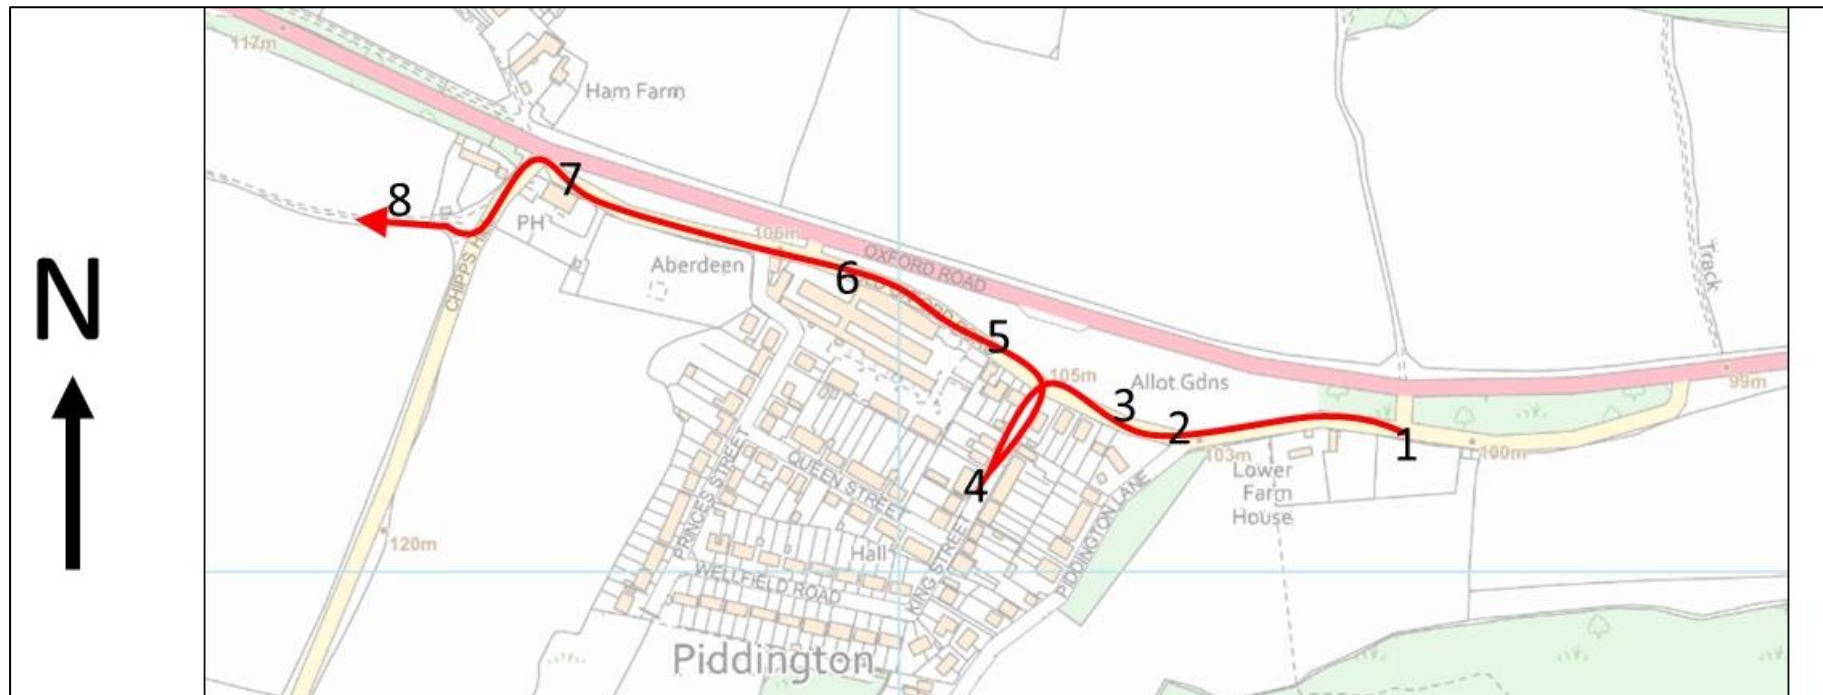 117m
Ham Farm
7
8
PH
106m
OXFORD ROAD
Aberdeen
N
6
CHIPPS H
Track
5
105m
Allot Gdns
99m
3
2
1
103m
100m
Lower
Farm
House
4
QUEEN STREET
PRINCES STREET
PIDDINGTON LANE
120m
Hall
KING STREET
WELLFIELD ROAD
Piddington